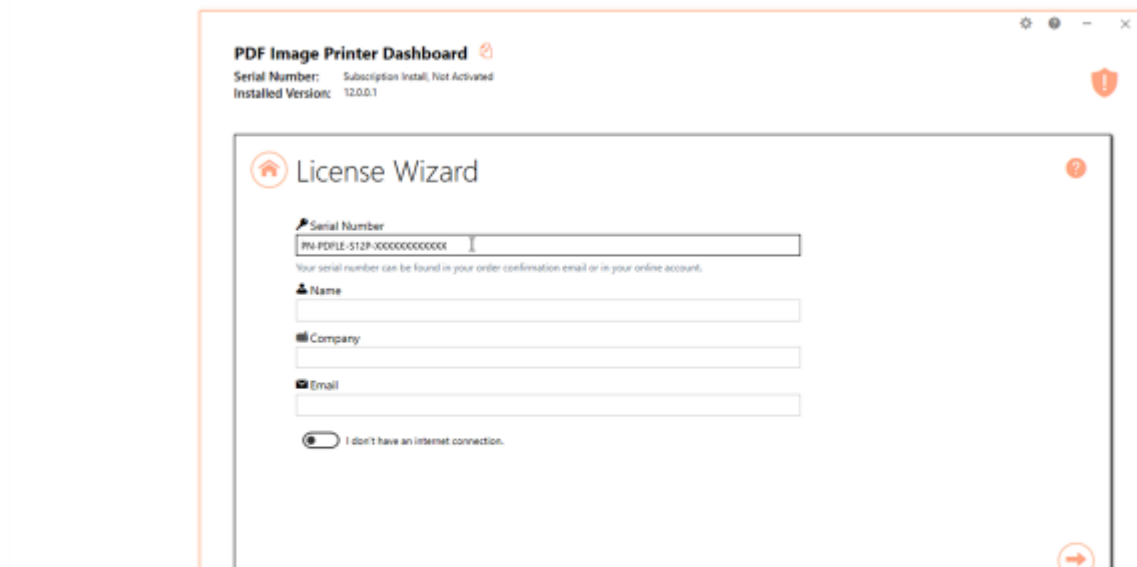 PDF Image Printer Dashboard
Serial Number: Subscription Install, Not Activated
Installed Version: 12.0.0.1
License Wizard
Serial Number
PN-PDFLE-S12P-XXXXXXXXXXXXX
Your serial number can be found in your order confirmation email or in your online account.
Name
Company
Email
I don't have an internet connection.